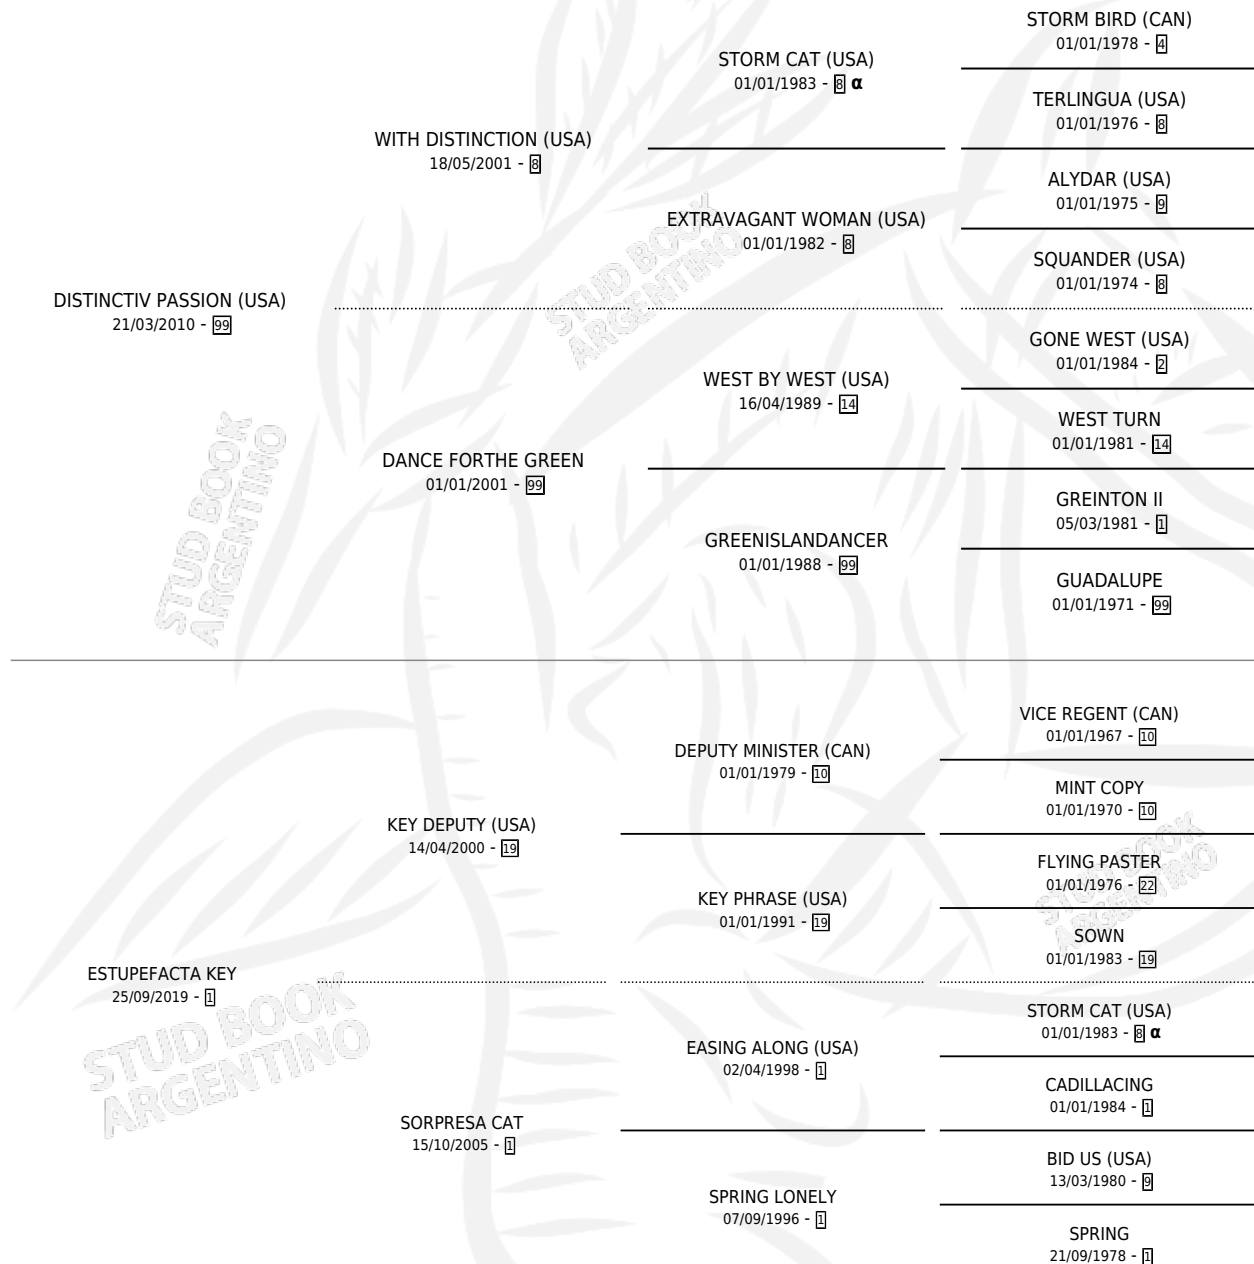 STORM BIRD (CAN)
01/01/1978 - 4
STORM CAT (USA)
01/01/1983 - 8 α
TERLINGUA (USA)
01/01/1976 - 8
WITH DISTINCTION (USA)
18/05/2001 - 8
ALYDAR (USA)
01/01/1975 - 9
EXTRAVAGANT WOMAN (USA)
01/01/1982 - 8
SQUANDER (USA)
01/01/1974 - 8
DISTINCTIV PASSION (USA)
21/03/2010 - 99
GONE WEST (USA)
01/01/1984 - 2
WEST BY WEST (USA)
16/04/1989 - 14
WEST TURN
01/01/1981 - 14
DANCE FORTHE GREEN
01/01/2001 - 99
GREINTON II
05/03/1981 - 1
GREENISLANDANCER
01/01/1988 - 99
GUADALUPE
01/01/1971 - 99
VICE REGENT (CAN)
01/01/1967 - 10
DEPUTY MINISTER (CAN)
01/01/1979 - 10
MINT COPY
01/01/1970 - 10
KEY DEPUTY (USA)
14/04/2000 - 19
FLYING PASTER
01/01/1976 - 22
KEY PHRASE (USA)
01/01/1991 - 19
SOWN
01/01/1983 - 19
ESTUPEFACTA KEY
25/09/2019 - 1
STORM CAT (USA)
01/01/1983 - 8 α
EASING ALONG (USA)
02/04/1998 - 1
CADILLACING
01/01/1984 - 1
SORPRESA CAT
15/10/2005 - 1
BID US (USA)
13/03/1980 - 9
SPRING LONELY
07/09/1996 - 1
SPRING
21/09/1978 - 1
STUD BOOK
ARGENTINO
STUD BOOK
ARGENTINO
STUD BOOK
ARGENTINO
STUD BOOK
ARGENTINO